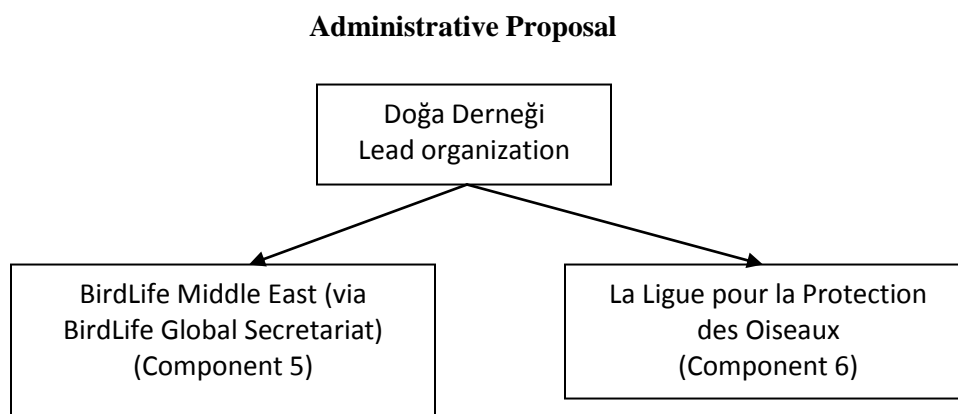 Administrative Proposal
Doğa Derneği
Lead organization
BirdLife Middle East (via
BirdLife Global Secretariat)
(Component 5)
La Ligue pour la Protection
des Oiseaux
(Component 6)